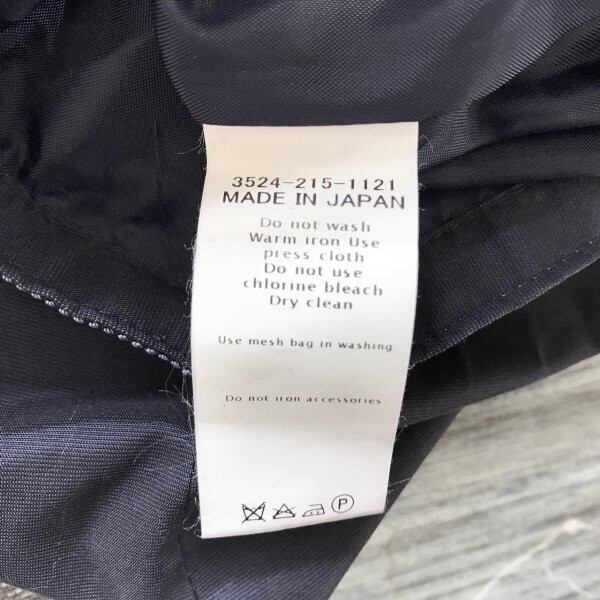 3524-215-1121
MADE IN JAPAN
Do not wash
Warm iron Use
press cloth
Do not use
chlorine bleach
Dry clean
Use mesh bag in washing
Do not iron accessories
P